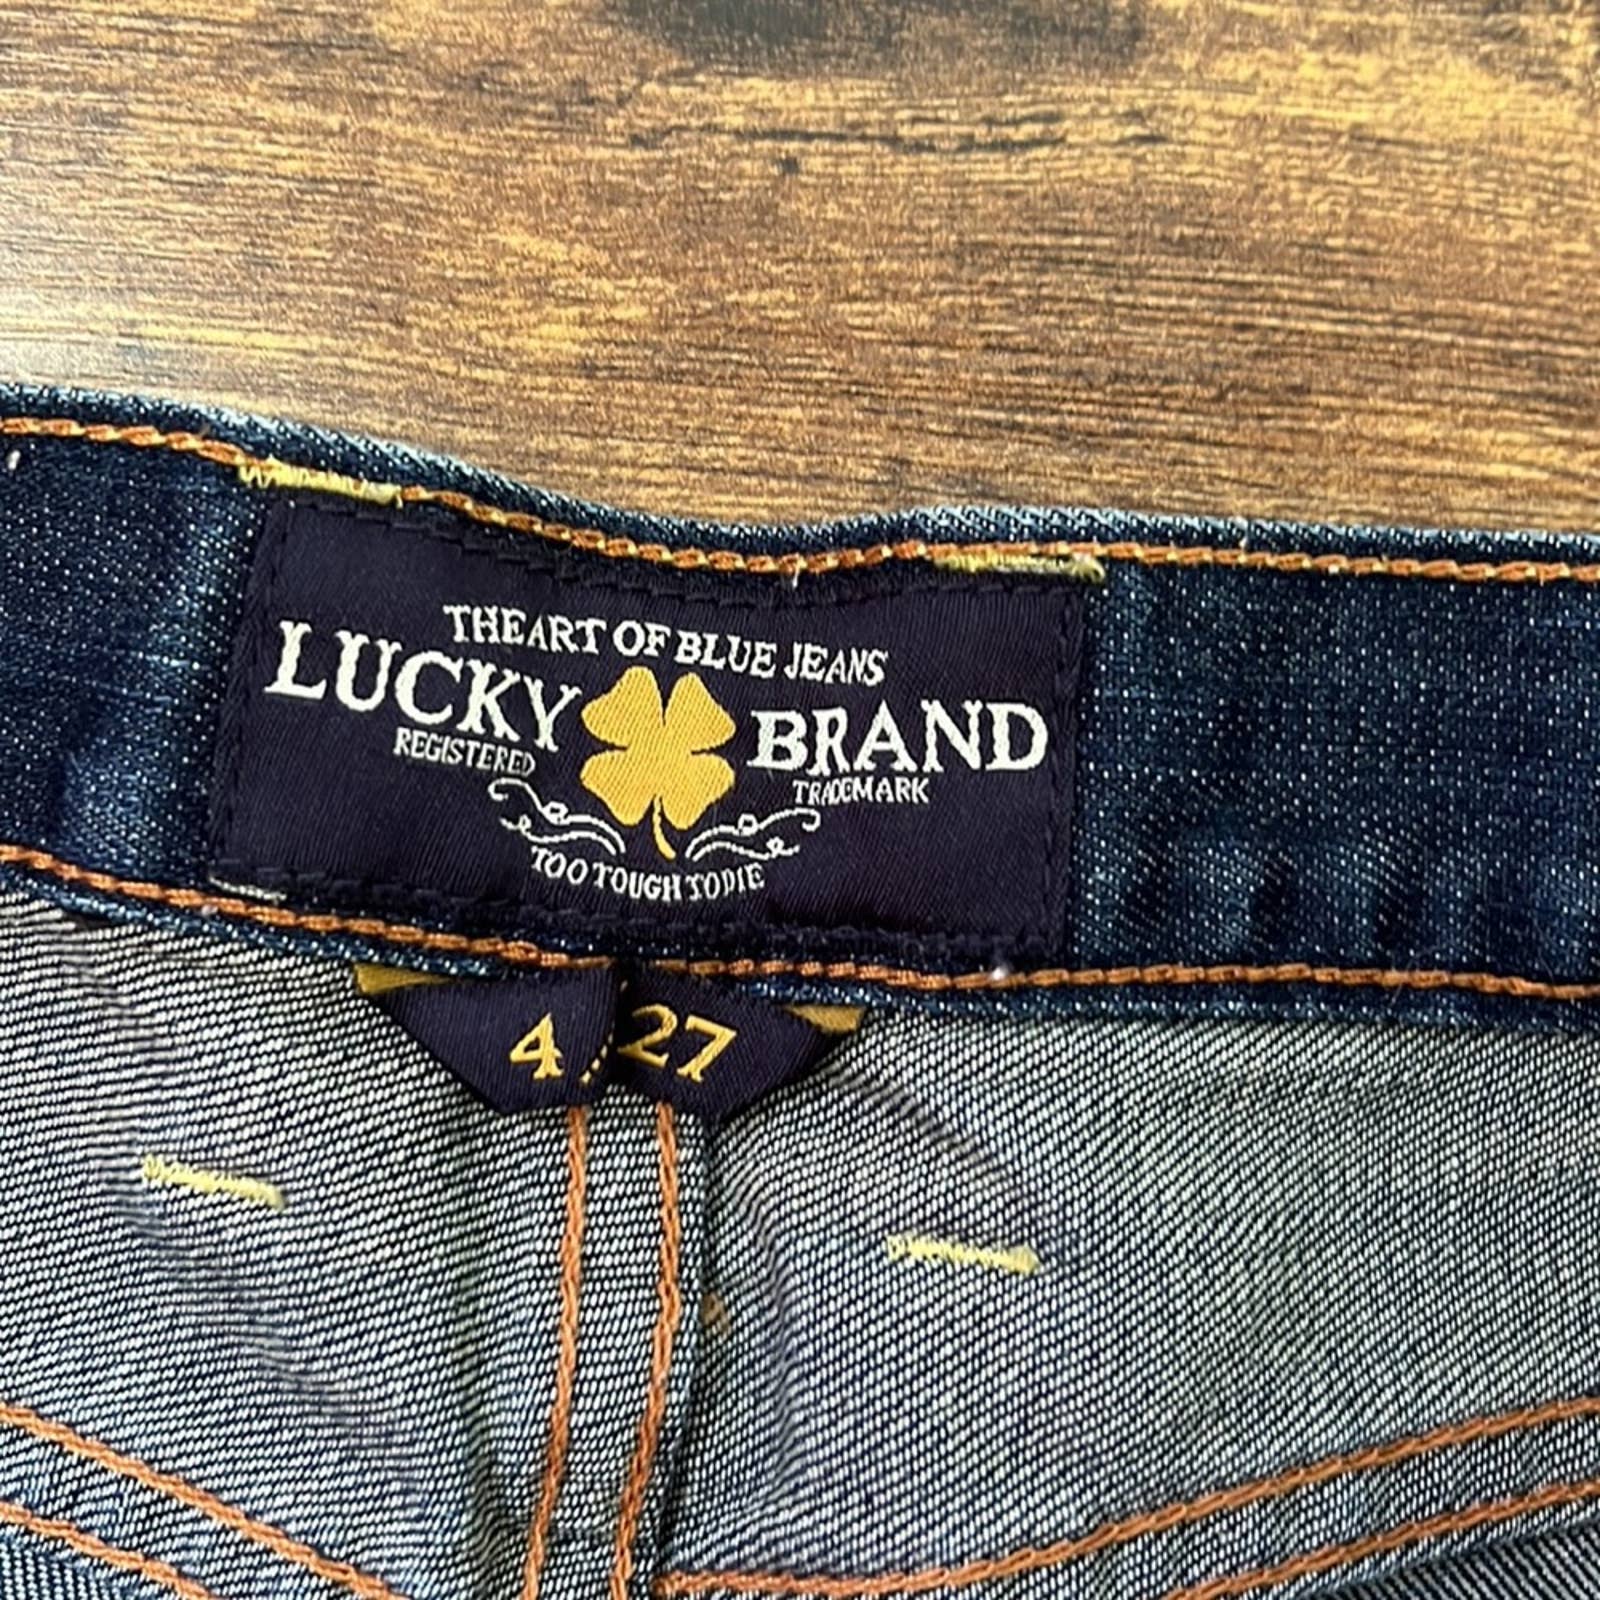 THE ART OF BLUE JEANS
LUCKY BRAND
REGISTERED TRADEMARK
TOO TOUGH TO DIE
4 / 27